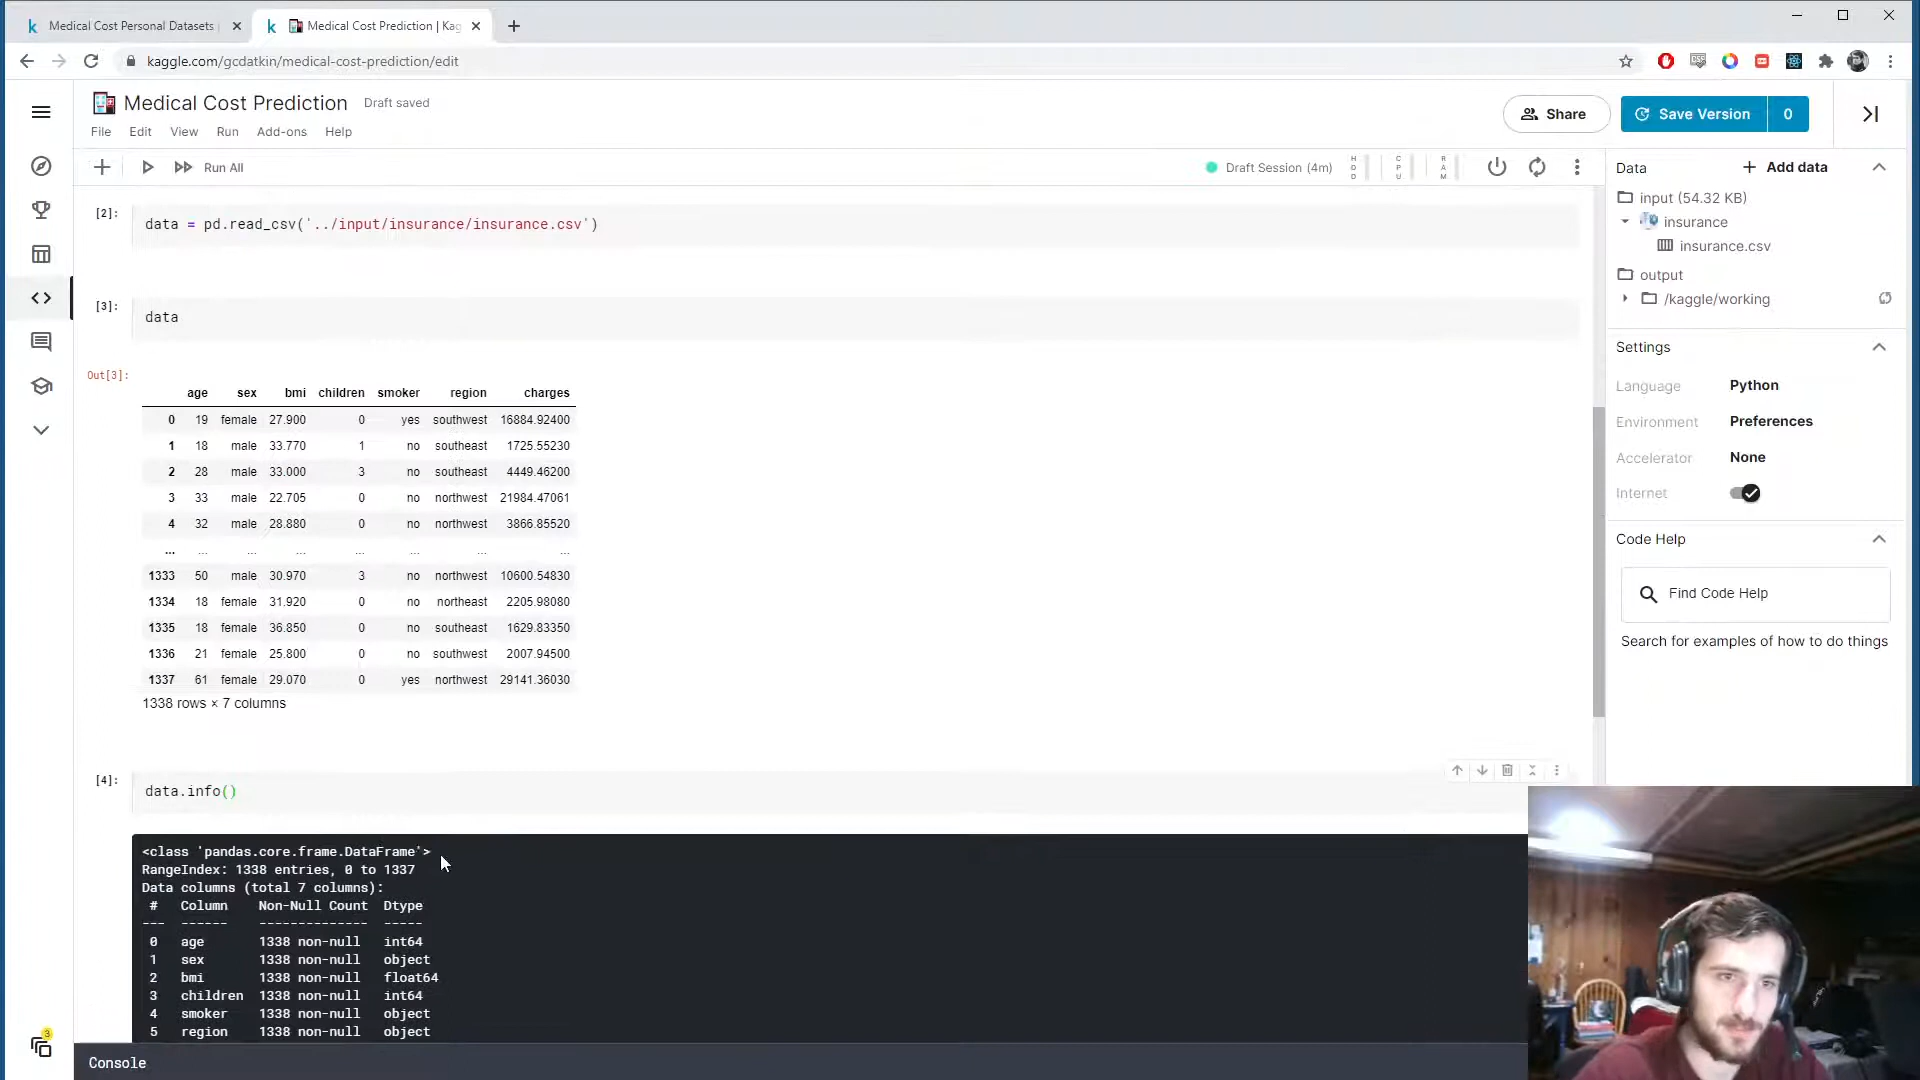 Medical Cost Personal Datasets
Medical Cost Prediction | Kag
kaggle.com/gcdatkin/medical-cost-prediction/edit
Medical Cost Prediction
Draft saved
File Edit View Run Add-ons Help
Share
Save Version 0
Run All
Draft Session (4m)
HDD
CPU
RAM
[2]:
data = pd.read_csv('../input/insurance/insurance.csv')
[3]:
data
Out[3]:
age sex bmi children smoker region charges
0 19 female 27.900 0 yes southwest 16884.92400
1 18 male 33.770 1 no southeast 1725.55230
2 28 male 33.000 3 no southeast 4449.46200
3 33 male 22.705 0 no northwest 21984.47061
4 32 male 28.880 0 no northwest 3866.85520
... ... ... ... ... ... ... ...
1333 50 male 30.970 3 no northwest 10600.54830
1334 18 female 31.920 0 no northeast 2205.98080
1335 18 female 36.850 0 no southeast 1629.83350
1336 21 female 25.800 0 no southwest 2007.94500
1337 61 female 29.070 0 yes northwest 29141.36030
1338 rows × 7 columns
[4]:
data.info()
<class 'pandas.core.frame.DataFrame'>
RangeIndex: 1338 entries, 0 to 1337
Data columns (total 7 columns):
# Column Non-Null Count Dtype
--- ------ -------------- -----
0 age 1338 non-null int64
1 sex 1338 non-null object
2 bmi 1338 non-null float64
3 children 1338 non-null int64
4 smoker 1338 non-null object
5 region 1338 non-null object
Console
3
Data
+ Add data
input (54.32 KB)
insurance
insurance.csv
output
/kaggle/working
Settings
Language Python
Environment Preferences
Accelerator None
Internet
Code Help
Find Code Help
Search for examples of how to do things